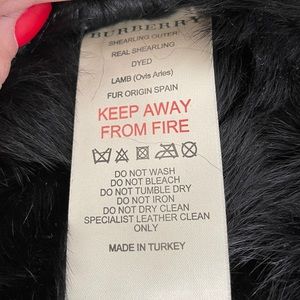 BURBERRY
SHEARLING OUTER
REAL SHEARLING
DYED
LAMB (Ovis Aries)
FUR ORIGIN SPAIN
KEEP AWAY
FROM FIRE
DO NOT WASH
DO NOT BLEACH
DO NOT TUMBLE DRY
DO NOT IRON
DO NOT DRY CLEAN
SPECIALIST LEATHER CLEAN
ONLY
MADE IN TURKEY